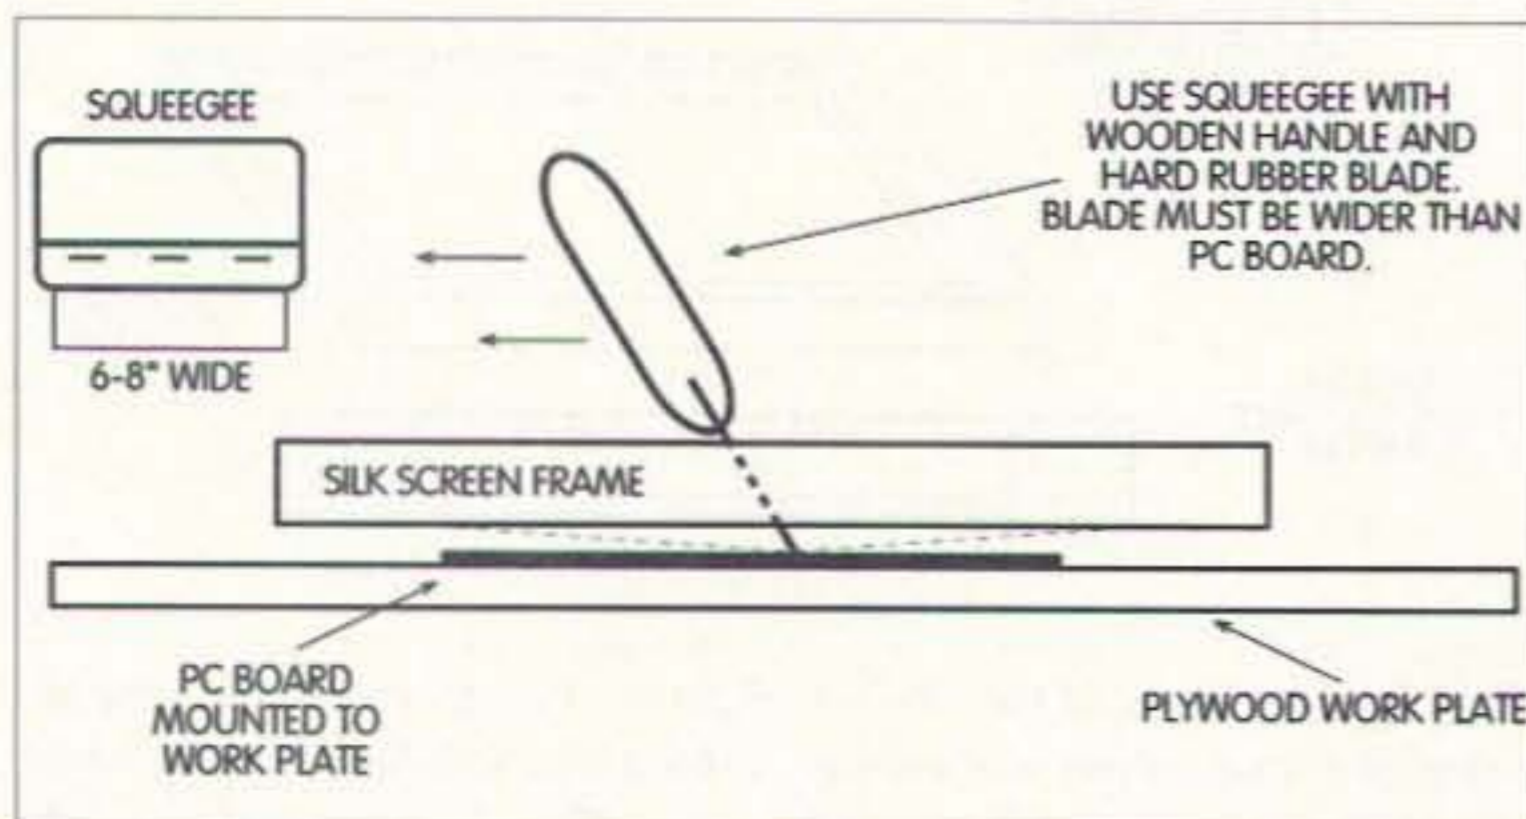 SQUEEGEE
6-8" WIDE
USE SQUEEGEE WITH
WOODEN HANDLE AND
HARD RUBBER BLADE.
BLADE MUST BE WIDER THAN
PC BOARD.
SILK SCREEN FRAME
PC BOARD
MOUNTED TO
WORK PLATE
PLYWOOD WORK PLATE